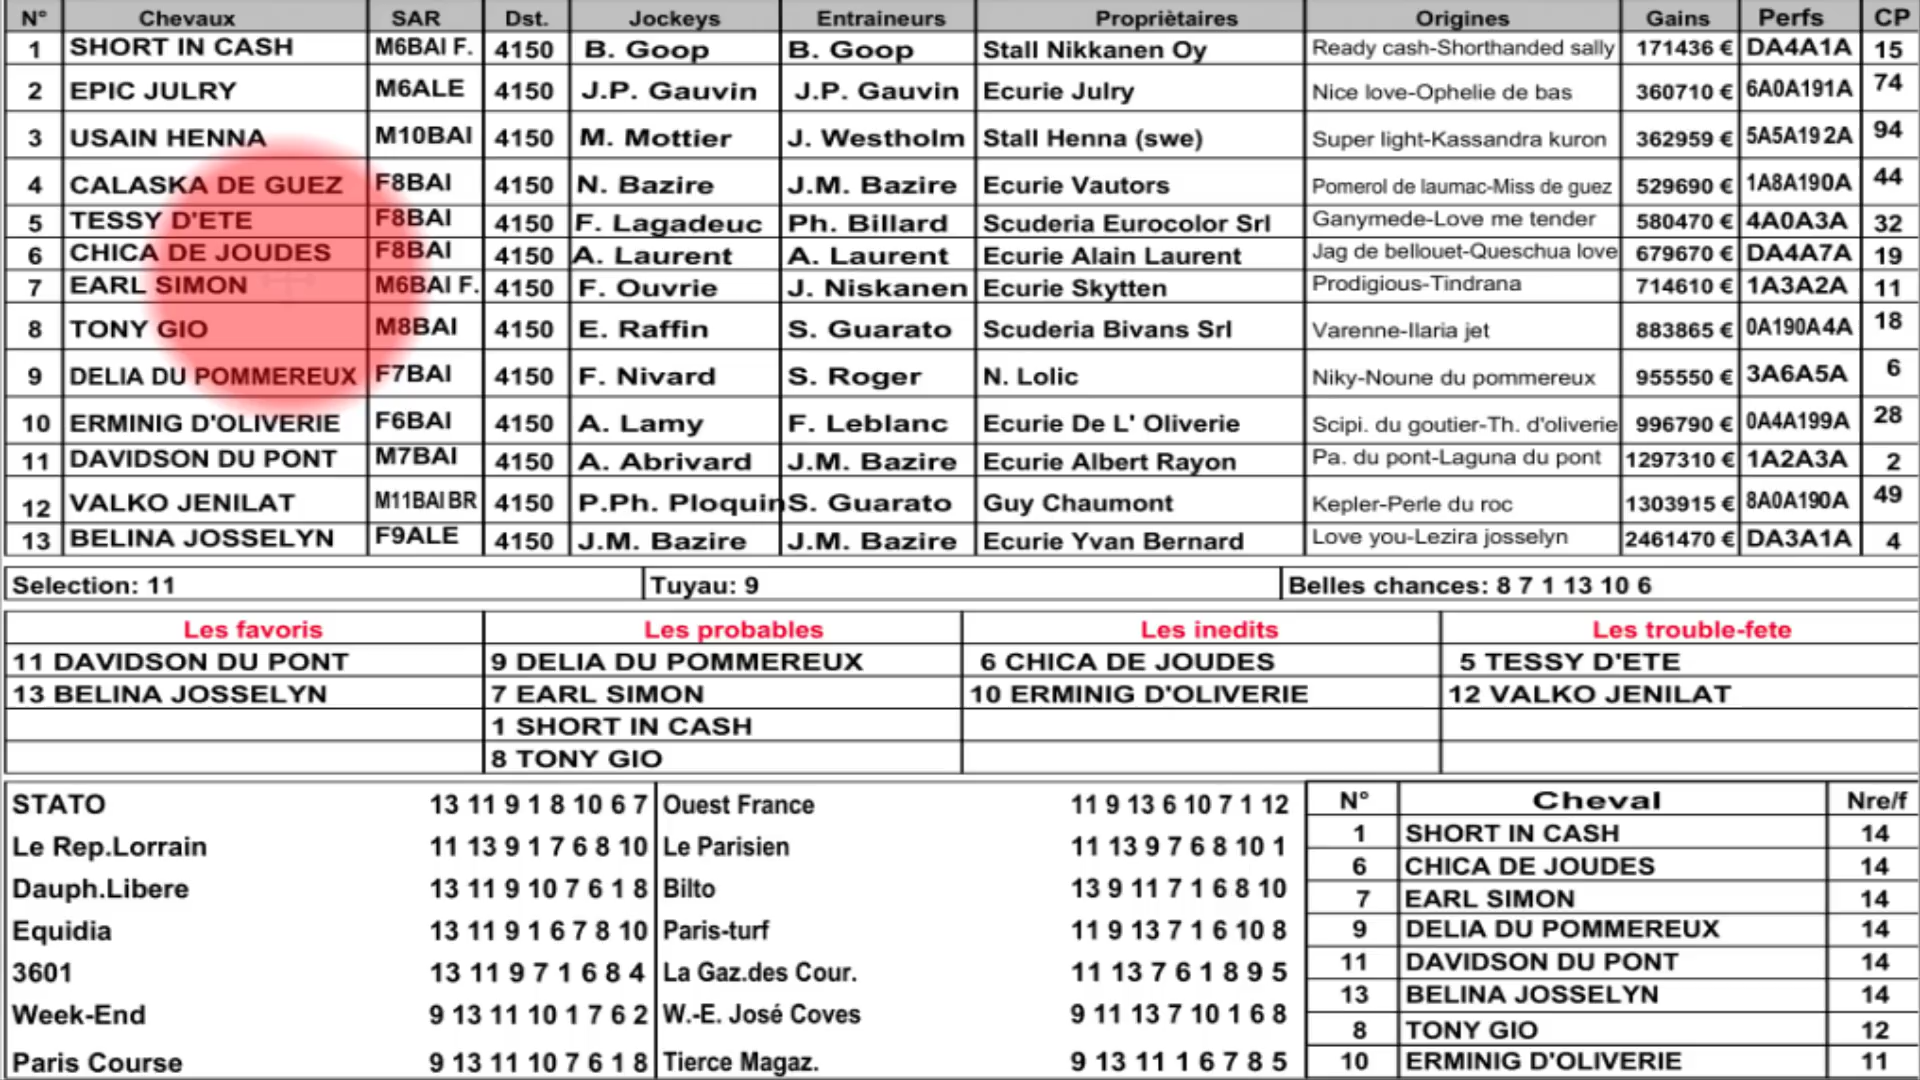 N° Chevaux SAR Dst. Jockeys Entraineurs Propriètaires Origines Gains Perfs CP
1 SHORT IN CASH M6BAI F. 4150 B. Goop B. Goop Stall Nikkanen Oy Ready cash-Shorthanded sally 171436 € DA4A1A 15
2 EPIC JULRY M6ALE 4150 J.P. Gauvin J.P. Gauvin Ecurie Julry Nice love-Ophelie de bas 360710 € 6A0A191A 74
3 USAIN HENNA M10BAI 4150 M. Mottier J. Westholm Stall Henna (swe) Super light-Kassandra kuron 362959 € 5A5A192A 94
4 CALASKA DE GUEZ F8BAI 4150 N. Bazire J.M. Bazire Ecurie Vautors Pomerol de laumac-Miss de guez 529690 € 1A8A190A 44
5 TESSY D'ETE F8BAI 4150 F. Lagadeuc Ph. Billard Scuderia Eurocolor Srl Ganymede-Love me tender 580470 € 4A0A3A 32
6 CHICA DE JOUDES F8BAI 4150 A. Laurent A. Laurent Ecurie Alain Laurent Jag de bellouet-Queschua love 679670 € DA4A7A 19
7 EARL SIMON M6BAI F. 4150 F. Ouvrie J. Niskanen Ecurie Skytten Prodigious-Tindrana 714610 € 1A3A2A 11
8 TONY GIO M8BAI 4150 E. Raffin S. Guarato Scuderia Bivans Srl Varenne-Ilaria jet 883865 € 0A190A4A 18
9 DELIA DU POMMEREUX F7BAI 4150 F. Nivard S. Roger N. Lolic Niky-Noune du pommereux 955550 € 3A6A5A 6
10 ERMINIG D'OLIVERIE F6BAI 4150 A. Lamy F. Leblanc Ecurie De L' Oliverie Scipi. du goutier-Th. d'oliverie 996790 € 0A4A199A 28
11 DAVIDSON DU PONT M7BAI 4150 A. Abrivard J.M. Bazire Ecurie Albert Rayon Pa. du pont-Laguna du pont 1297310 € 1A2A3A 2
12 VALKO JENILAT M11BAI BR 4150 P.Ph. Ploquin S. Guarato Guy Chaumont Kepler-Perle du roc 1303915 € 8A0A190A 49
13 BELINA JOSSELYN F9ALE 4150 J.M. Bazire J.M. Bazire Ecurie Yvan Bernard Love you-Lezira josselyn 2461470 € DA3A1A 4
Selection: 11 Tuyau: 9 Belles chances: 8 7 1 13 10 6
Les favoris Les probables Les inedits Les trouble-fete
11 DAVIDSON DU PONT 9 DELIA DU POMMEREUX 6 CHICA DE JOUDES 5 TESSY D'ETE
13 BELINA JOSSELYN 7 EARL SIMON 10 ERMINIG D'OLIVERIE 12 VALKO JENILAT
1 SHORT IN CASH
8 TONY GIO
STATO 13 11 9 1 8 10 6 7 Ouest France 11 9 13 6 10 7 1 12 N° Cheval Nre/f
Le Rep.Lorrain 11 13 9 1 7 6 8 10 Le Parisien 11 13 9 7 6 8 10 1 1 SHORT IN CASH 14
6 CHICA DE JOUDES 14
Dauph.Libere 13 11 9 10 7 6 1 8 Bilto 13 9 11 7 1 6 8 10 7 EARL SIMON 14
Equidia 13 11 9 1 6 7 8 10 Paris-turf 11 9 13 7 1 6 10 8 9 DELIA DU POMMEREUX 14
3601 13 11 9 7 1 6 8 4 La Gaz.des Cour. 11 13 7 6 1 8 9 5 11 DAVIDSON DU PONT 14
13 BELINA JOSSELYN 14
Week-End 9 13 11 10 1 7 6 2 W.-E. José Coves 9 11 13 7 10 1 6 8 8 TONY GIO 12
Paris Course 9 13 11 10 7 6 1 8 Tierce Magaz. 9 13 11 1 6 7 8 5 10 ERMINIG D'OLIVERIE 11